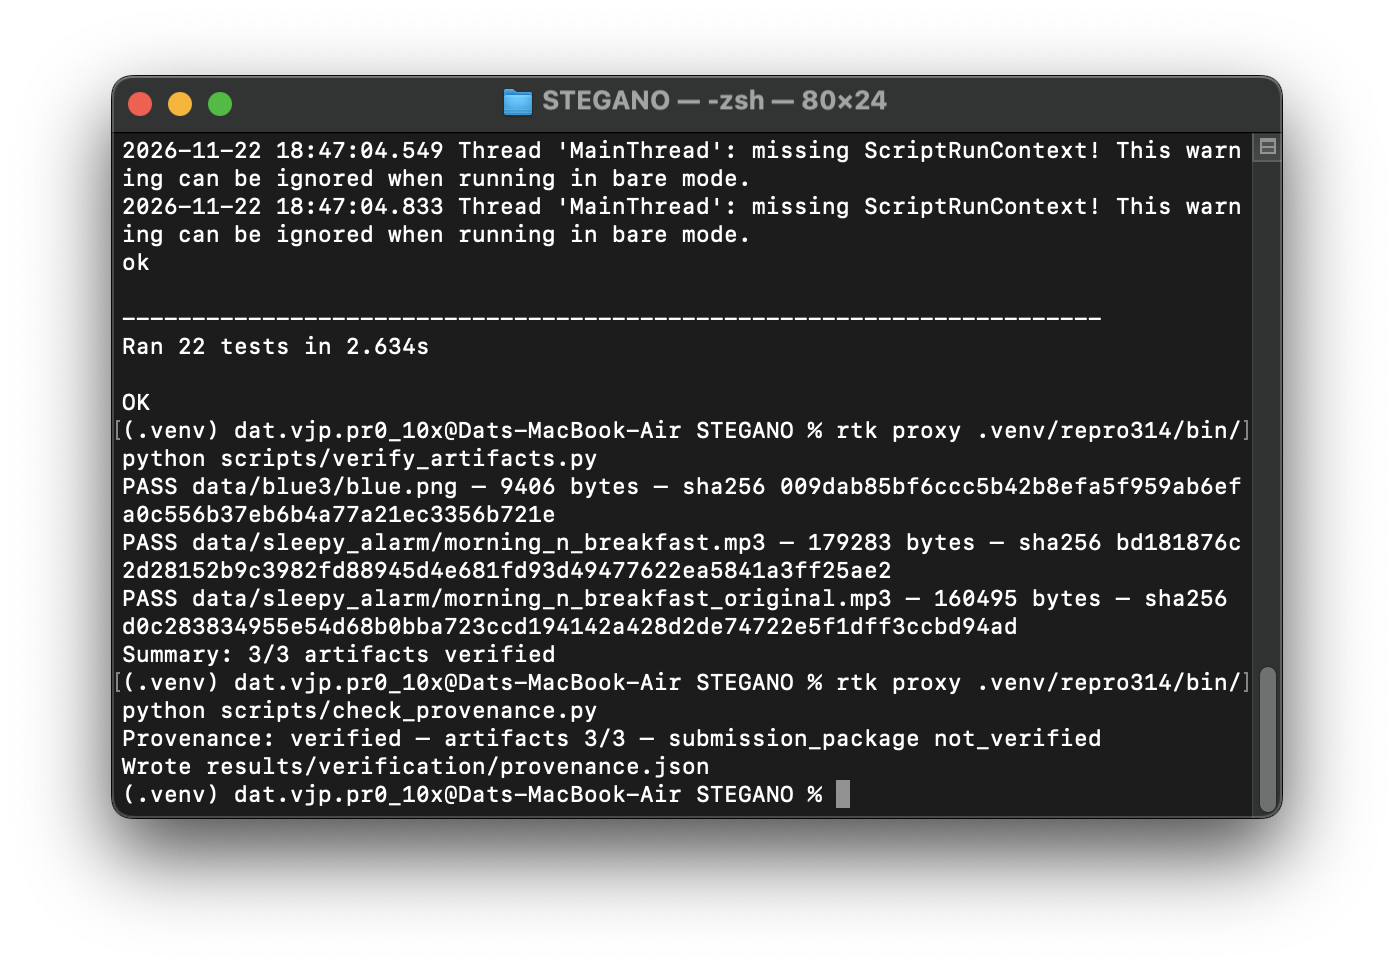 STEGANO — -zsh — 80×24
2026-11-22 18:47:04.549 Thread 'MainThread': missing ScriptRunContext! This warn
ing can be ignored when running in bare mode.
2026-11-22 18:47:04.833 Thread 'MainThread': missing ScriptRunContext! This warn
ing can be ignored when running in bare mode.
ok
----------------------------------------------------------------------
Ran 22 tests in 2.634s
OK
[(.venv) dat.vjp.pr0_10x@Dats-MacBook-Air STEGANO % rtk proxy .venv/repro314/bin/]
python scripts/verify_artifacts.py
PASS data/blue3/blue.png — 9406 bytes — sha256 009dab85bf6ccc5b42b8efa5f959ab6ef
a0c556b37eb6b4a77a21ec3356b721e
PASS data/sleepy_alarm/morning_n_breakfast.mp3 — 179283 bytes — sha256 bd181876c
2d28152b9c3982fd88945d4e681fd93d49477622ea5841a3ff25ae2
PASS data/sleepy_alarm/morning_n_breakfast_original.mp3 — 160495 bytes — sha256
d0c283834955e54d68b0bba723ccd194142a428d2de74722e5f1dff3ccbd94ad
Summary: 3/3 artifacts verified
[(.venv) dat.vjp.pr0_10x@Dats-MacBook-Air STEGANO % rtk proxy .venv/repro314/bin/]
python scripts/check_provenance.py
Provenance: verified — artifacts 3/3 — submission_package not_verified
Wrote results/verification/provenance.json
(.venv) dat.vjp.pr0_10x@Dats-MacBook-Air STEGANO %